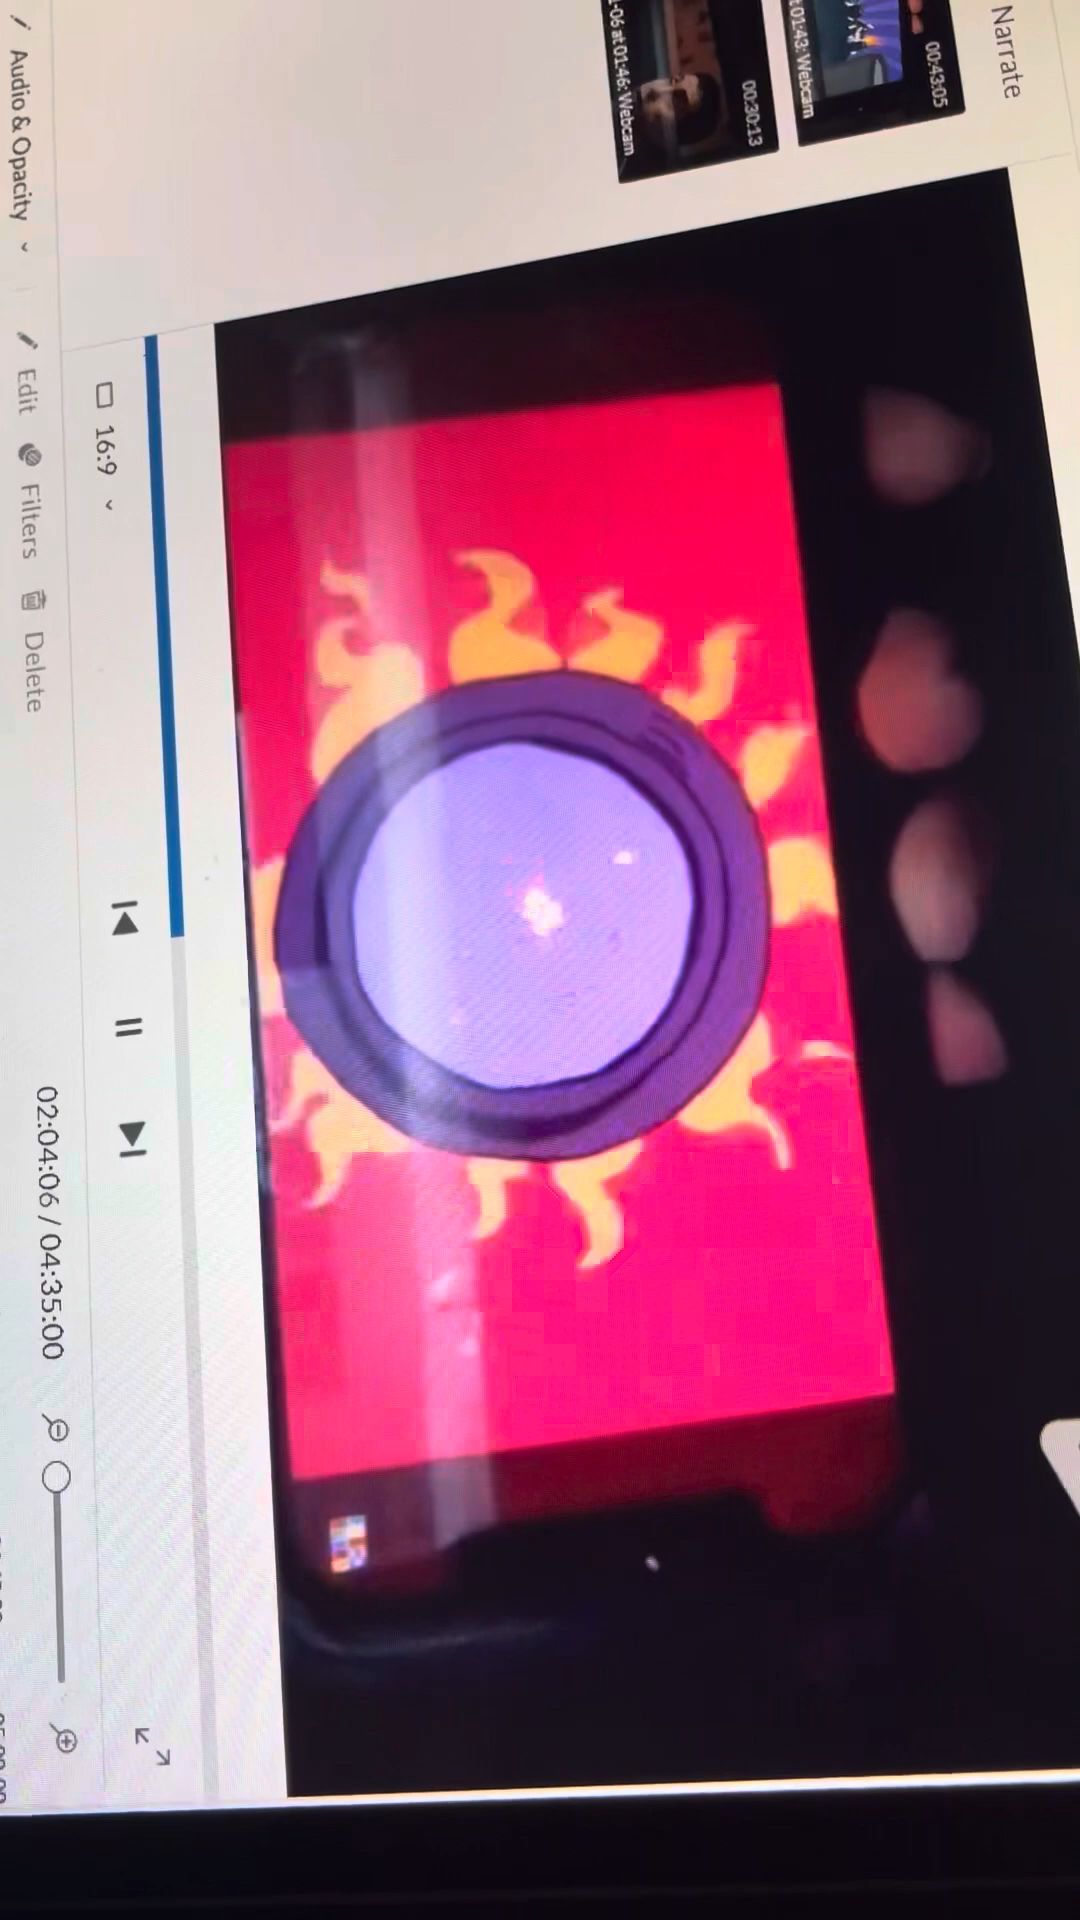 Narrate
00:43:05
t 01:43: Webcam
00:30:13
-06 at 01:46: Webcam
16:9
02:04:06 / 04:35:00
Audio & Opacity
Edit
Filters
Delete